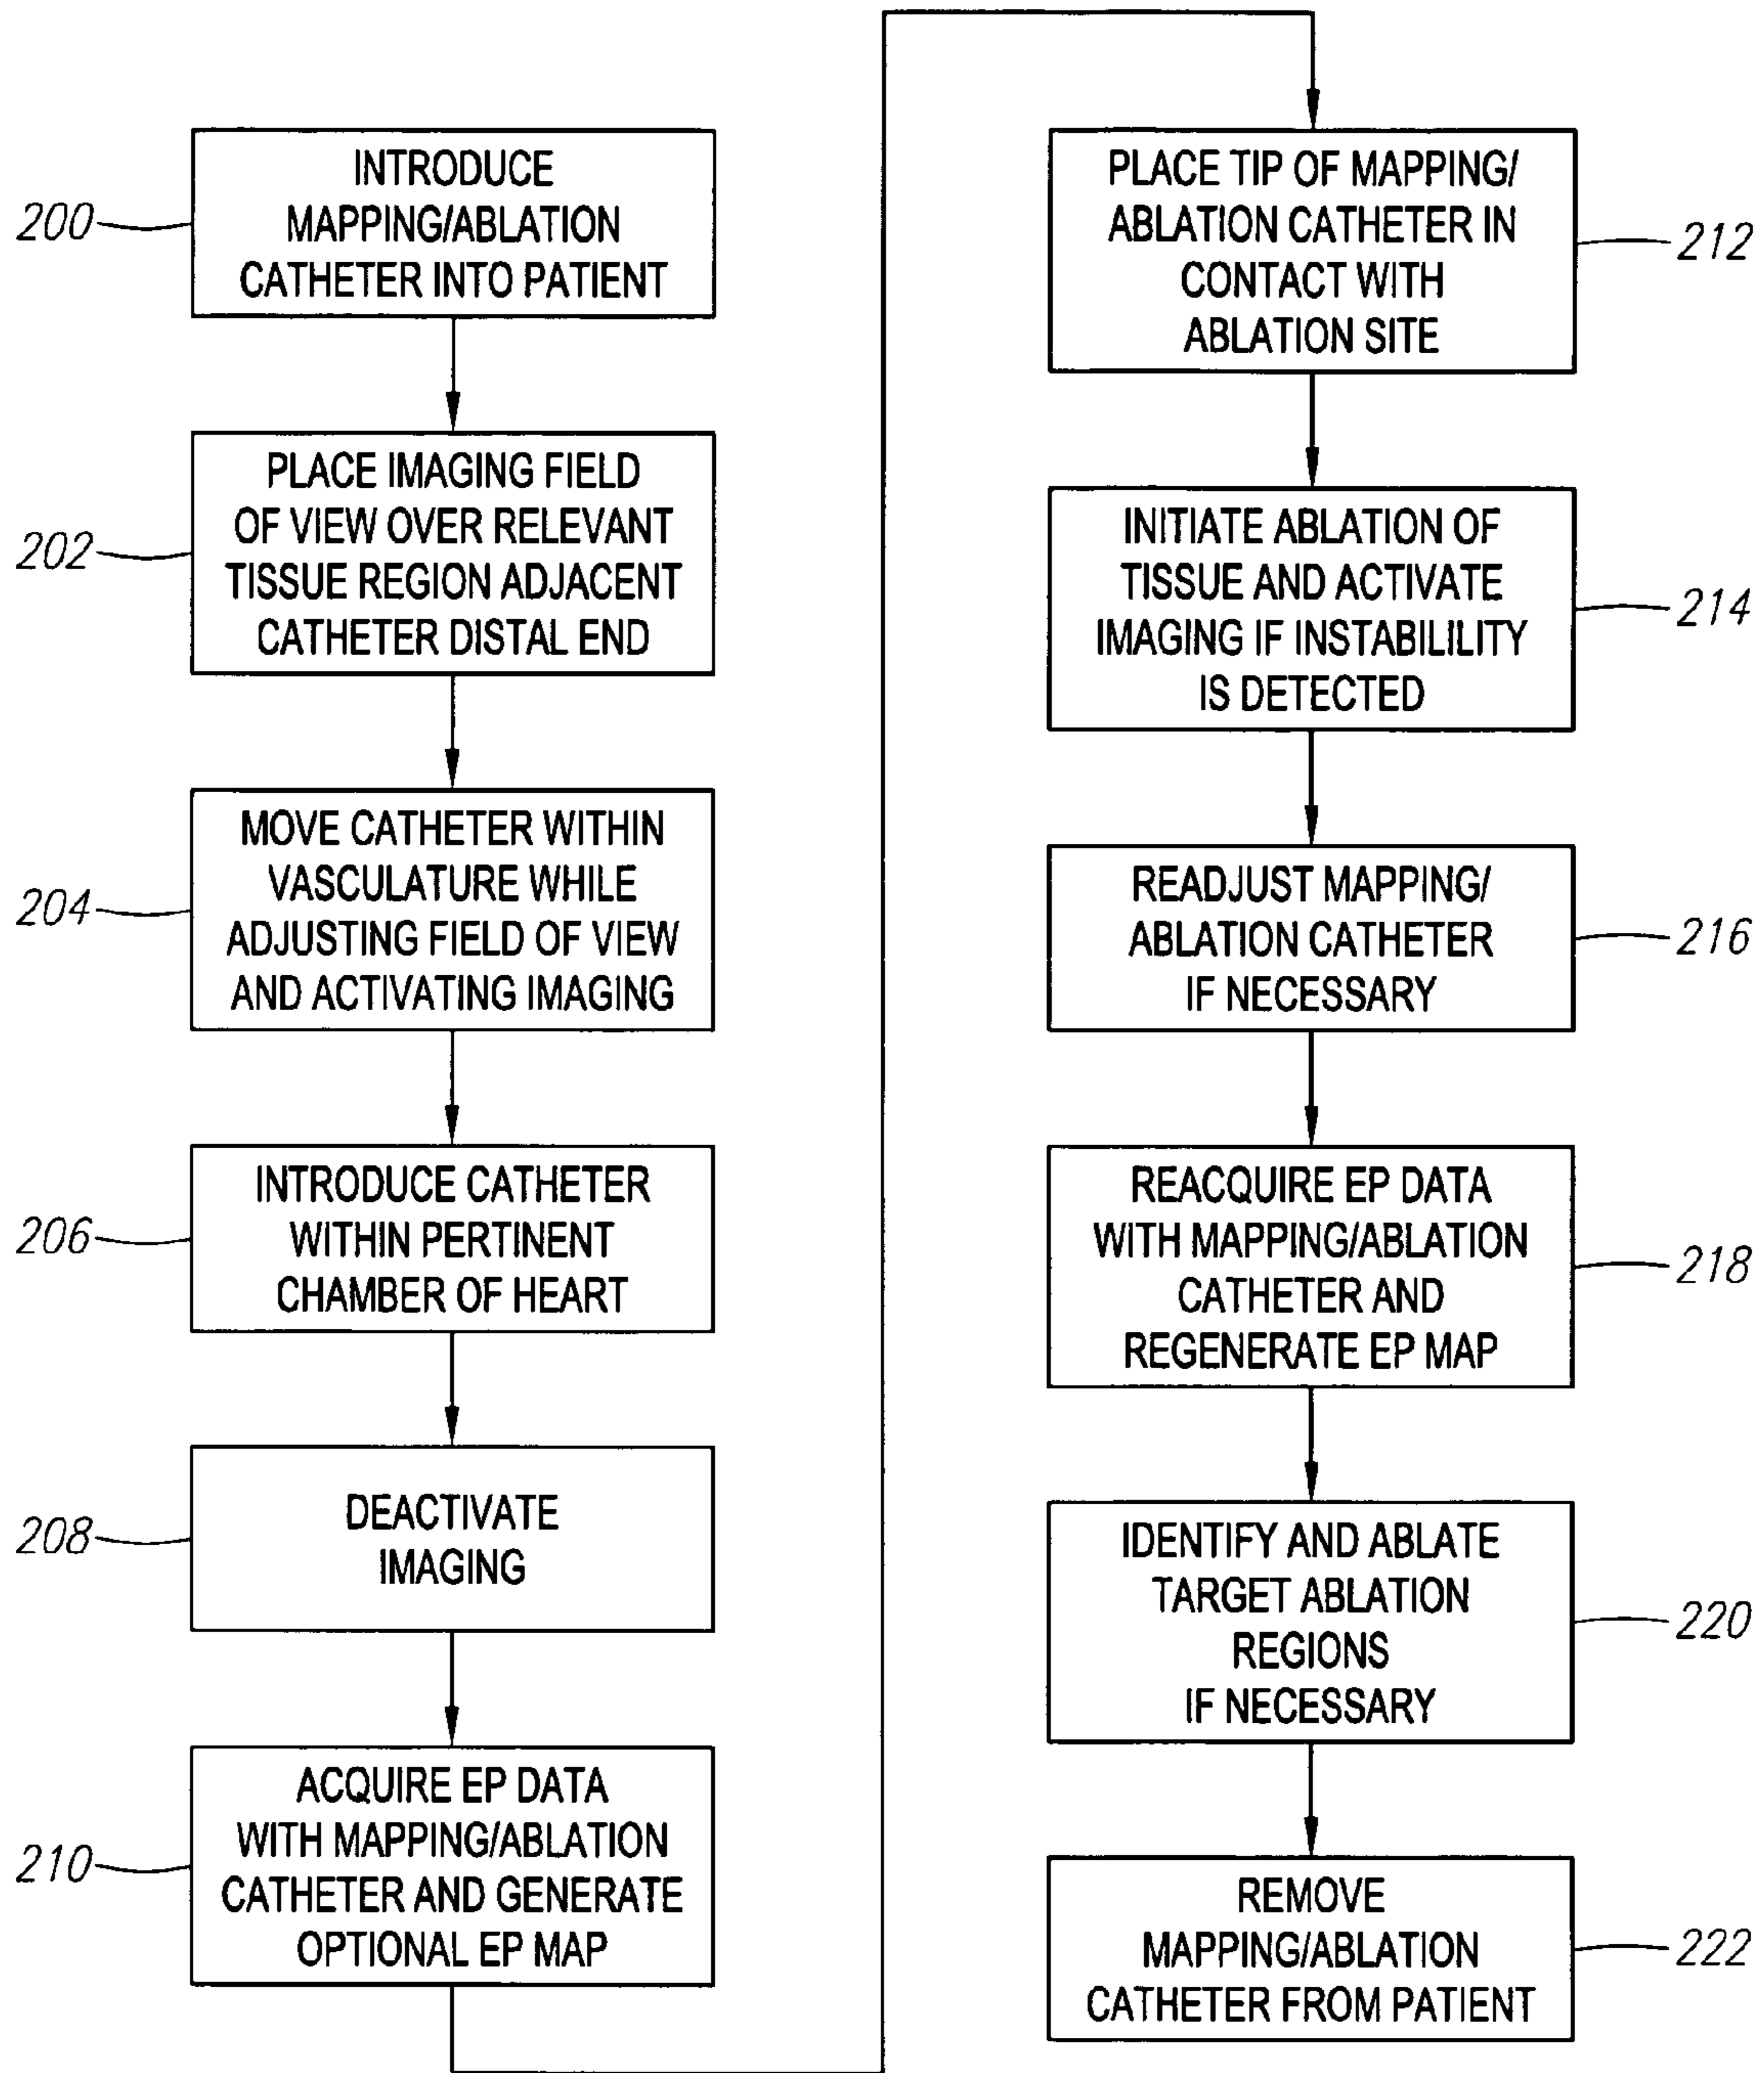 200
INTRODUCE
MAPPING/ABLATION
CATHETER INTO PATIENT
202
PLACE IMAGING FIELD
OF VIEW OVER RELEVANT
TISSUE REGION ADJACENT
CATHETER DISTAL END
204
MOVE CATHETER WITHIN
VASCULATURE WHILE
ADJUSTING FIELD OF VIEW
AND ACTIVATING IMAGING
206
INTRODUCE CATHETER
WITHIN PERTINENT
CHAMBER OF HEART
208
DEACTIVATE
IMAGING
210
ACQUIRE EP DATA
WITH MAPPING/ABLATION
CATHETER AND GENERATE
OPTIONAL EP MAP
PLACE TIP OF MAPPING/
ABLATION CATHETER IN
CONTACT WITH
ABLATION SITE
212
INITIATE ABLATION OF
TISSUE AND ACTIVATE
IMAGING IF INSTABILILITY
IS DETECTED
214
READJUST MAPPING/
ABLATION CATHETER
IF NECESSARY
216
REACQUIRE EP DATA
WITH MAPPING/ABLATION
CATHETER AND
REGENERATE EP MAP
218
IDENTIFY AND ABLATE
TARGET ABLATION
REGIONS
IF NECESSARY
220
REMOVE
MAPPING/ABLATION
CATHETER FROM PATIENT
222